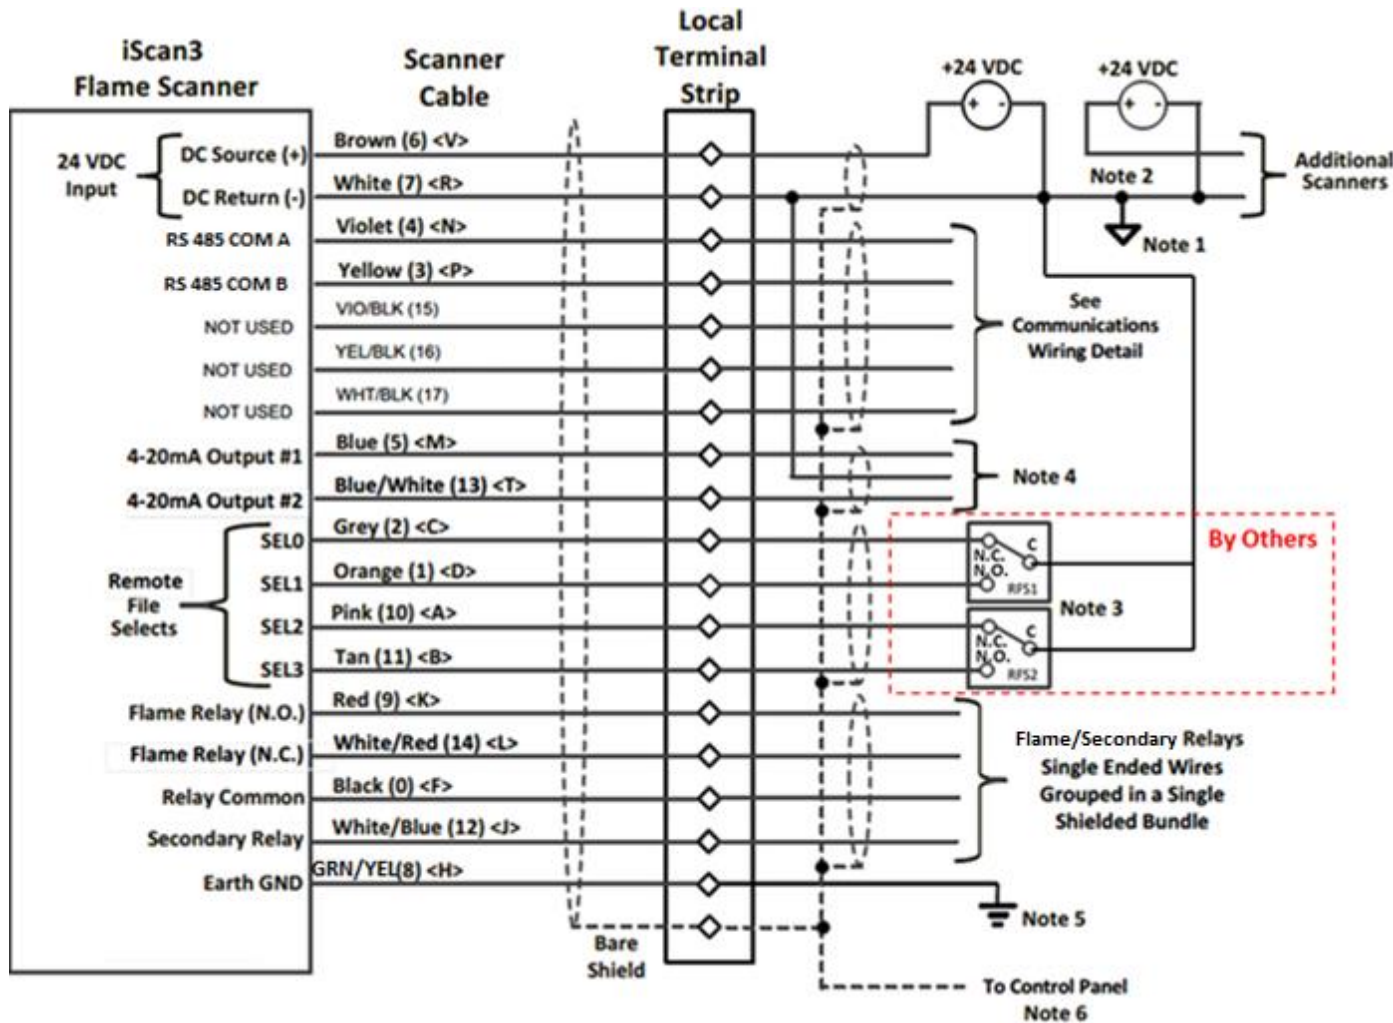 iScan3
Flame Scanner
Scanner
Cable
Local
Terminal
Strip
+24 VDC
+24 VDC
24 VDC
Input
DC Source (+)
Brown (6) <V>
+ -
+ -
DC Return (-)
White (7) <R>
Note 2
Additional
Scanners
RS 485 COM A
Violet (4) <N>
Note 1
RS 485 COM B
Yellow (3) <P>
NOT USED
VIO/BLK (15)
See
Communications
Wiring Detail
NOT USED
YEL/BLK (16)
NOT USED
WHT/BLK (17)
4-20mA Output #1
Blue (5) <M>
4-20mA Output #2
Blue/White (13) <T>
Note 4
Remote
File
Selects
SEL0
Grey (2) <C>
SEL1
Orange (1) <D>
SEL2
Pink (10) <A>
SEL3
Tan (11) <B>
By Others
N.C.
C
N.O.
RFS1
Note 3
N.C.
C
N.O.
RFS2
Flame Relay (N.O.)
Red (9) <K>
Flame Relay (N.C.)
White/Red (14) <L>
Relay Common
Black (0) <F>
Secondary Relay
White/Blue (12) <J>
Flame/Secondary Relays
Single Ended Wires
Grouped in a Single
Shielded Bundle
Earth GND
GRN/YEL(8) <H>
Note 5
Bare
Shield
To Control Panel
Note 6